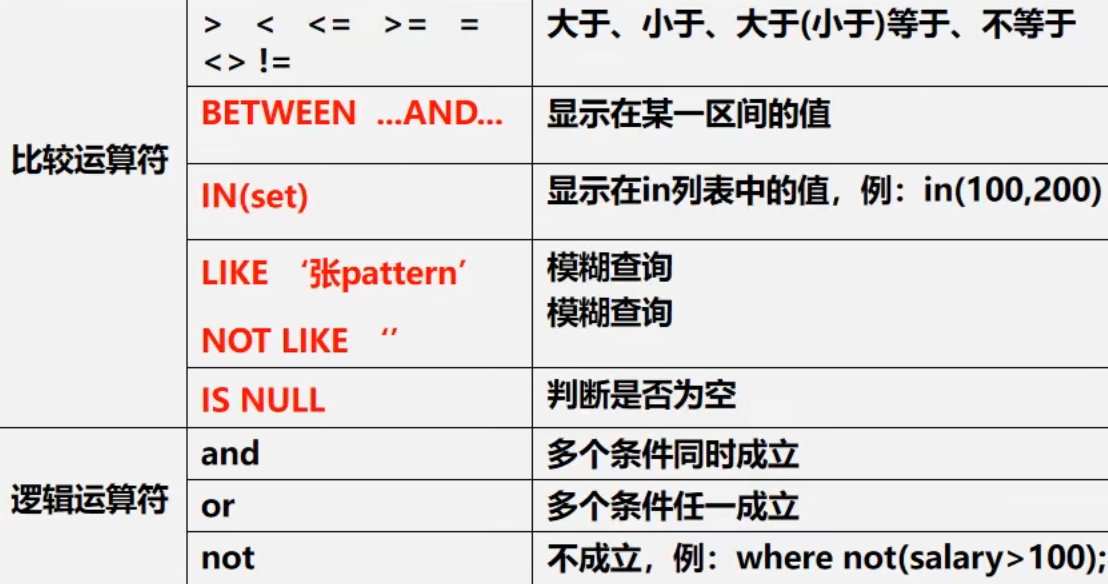 比较运算符
> < <= >= =
<> !=
大于、小于、大于(小于)等于、不等于
BETWEEN ...AND...
显示在某一区间的值
IN(set)
显示在in列表中的值，例：in(100,200)
LIKE ‘张pattern’
模糊查询
NOT LIKE ‘’
模糊查询
IS NULL
判断是否为空
逻辑运算符
and
多个条件同时成立
or
多个条件任一成立
not
不成立，例：where not(salary>100);